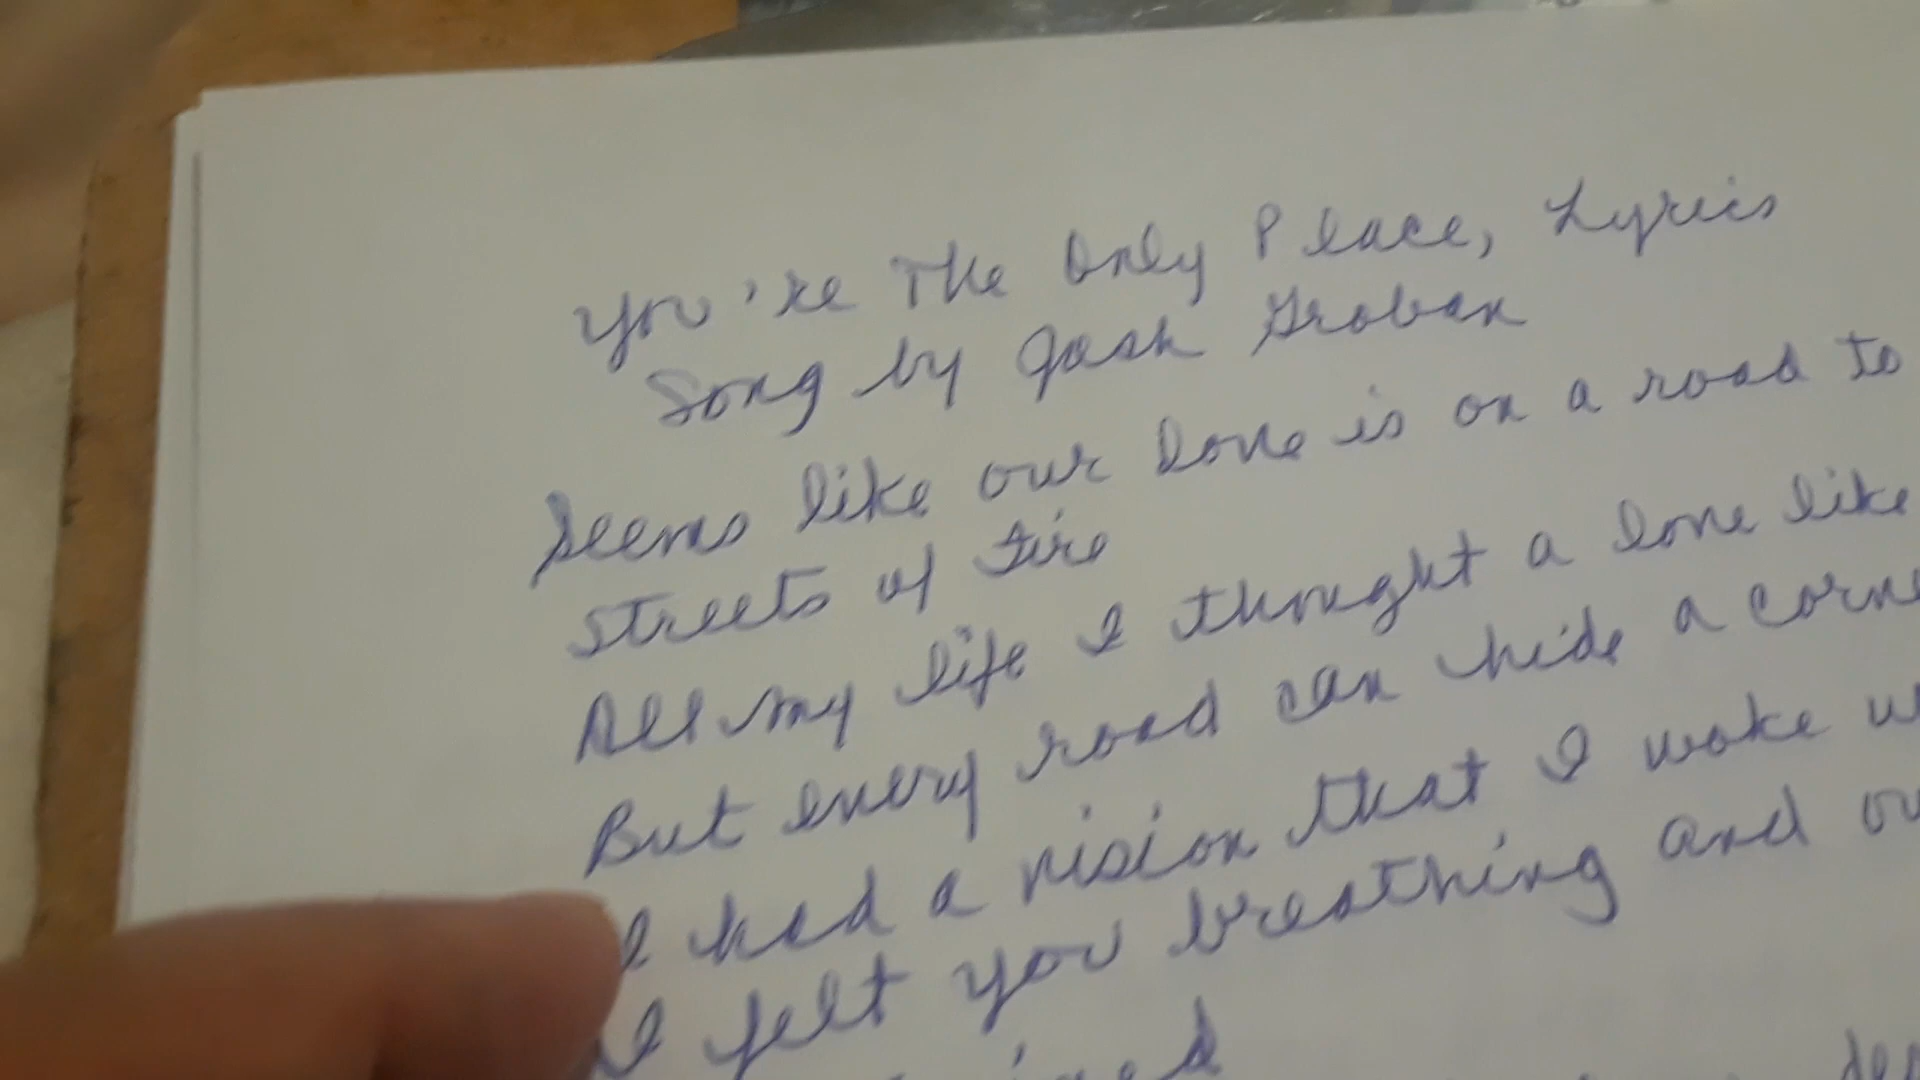 You're The Only Place, Lyrics
Song by Josh Groban
Seems like our love is on a road to
streets of fire
All my life I thought a love like
But every road can hide a corne
I had a vision that I woke
I felt you breathing and